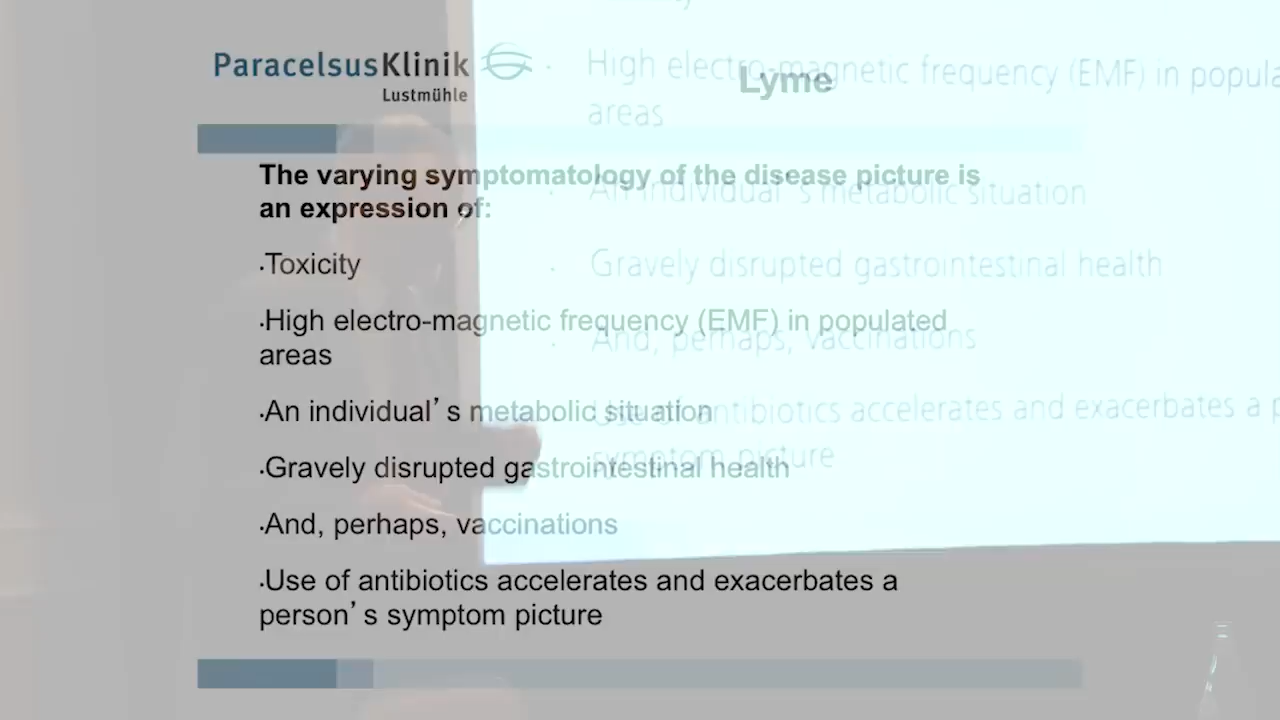 ParacelsusKlinik
Lustmühle
Lyme
The varying symptomatology of the disease picture is
an expression of:
·Toxicity
·High electro-magnetic frequency (EMF) in populated
areas
·An individual’s metabolic situation
·Gravely disrupted gastrointestinal health
·And, perhaps, vaccinations
·Use of antibiotics accelerates and exacerbates a
person’s symptom picture
· High electro-magnetic frequency (EMF) in
areas
· An individual’s metabolic situation
· Gravely disrupted gastrointestinal health
· And, perhaps, vaccinations
· Use of antibiotics accelerates and exacerbates a
symptom picture